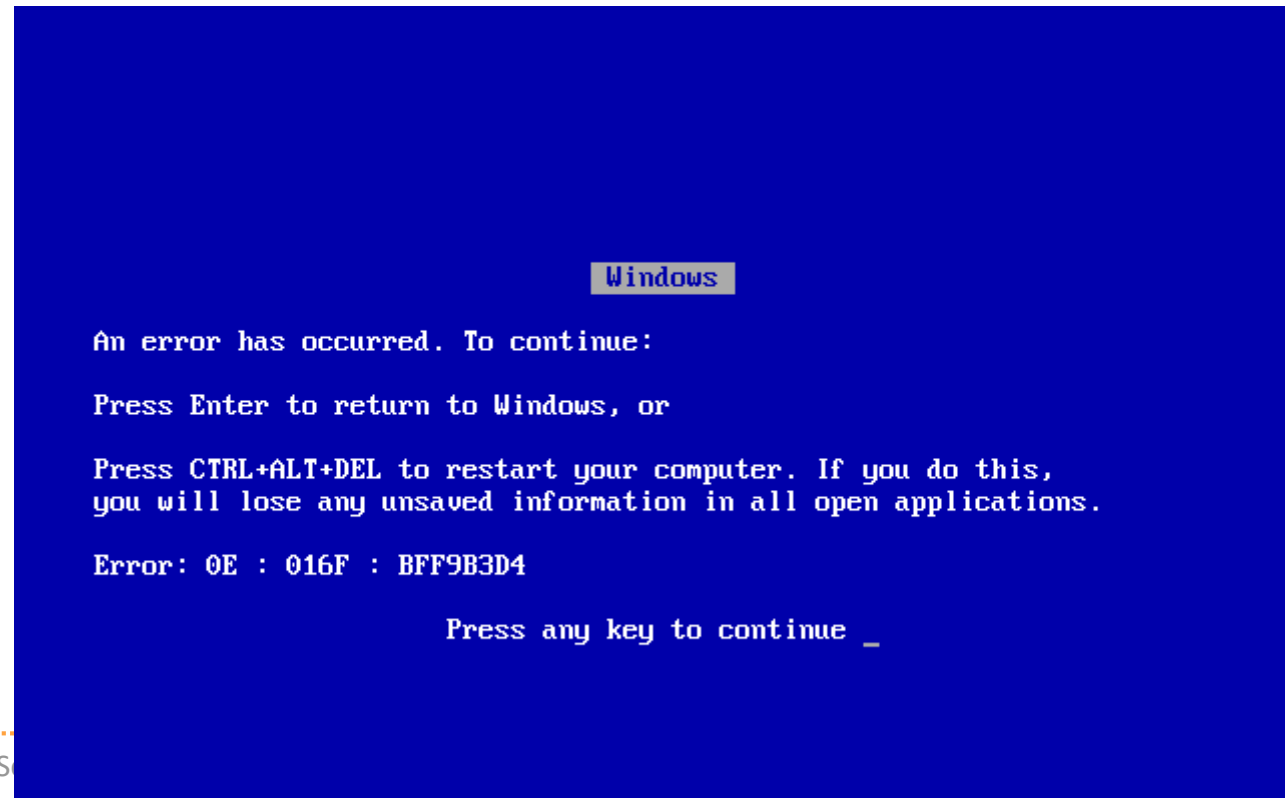 Windows
An error has occurred. To continue:
Press Enter to return to Windows, or
Press CTRL+ALT+DEL to restart your computer. If you do this,
you will lose any unsaved information in all open applications.
Error: 0E : 016F : BFF9B3D4
Press any key to continue _